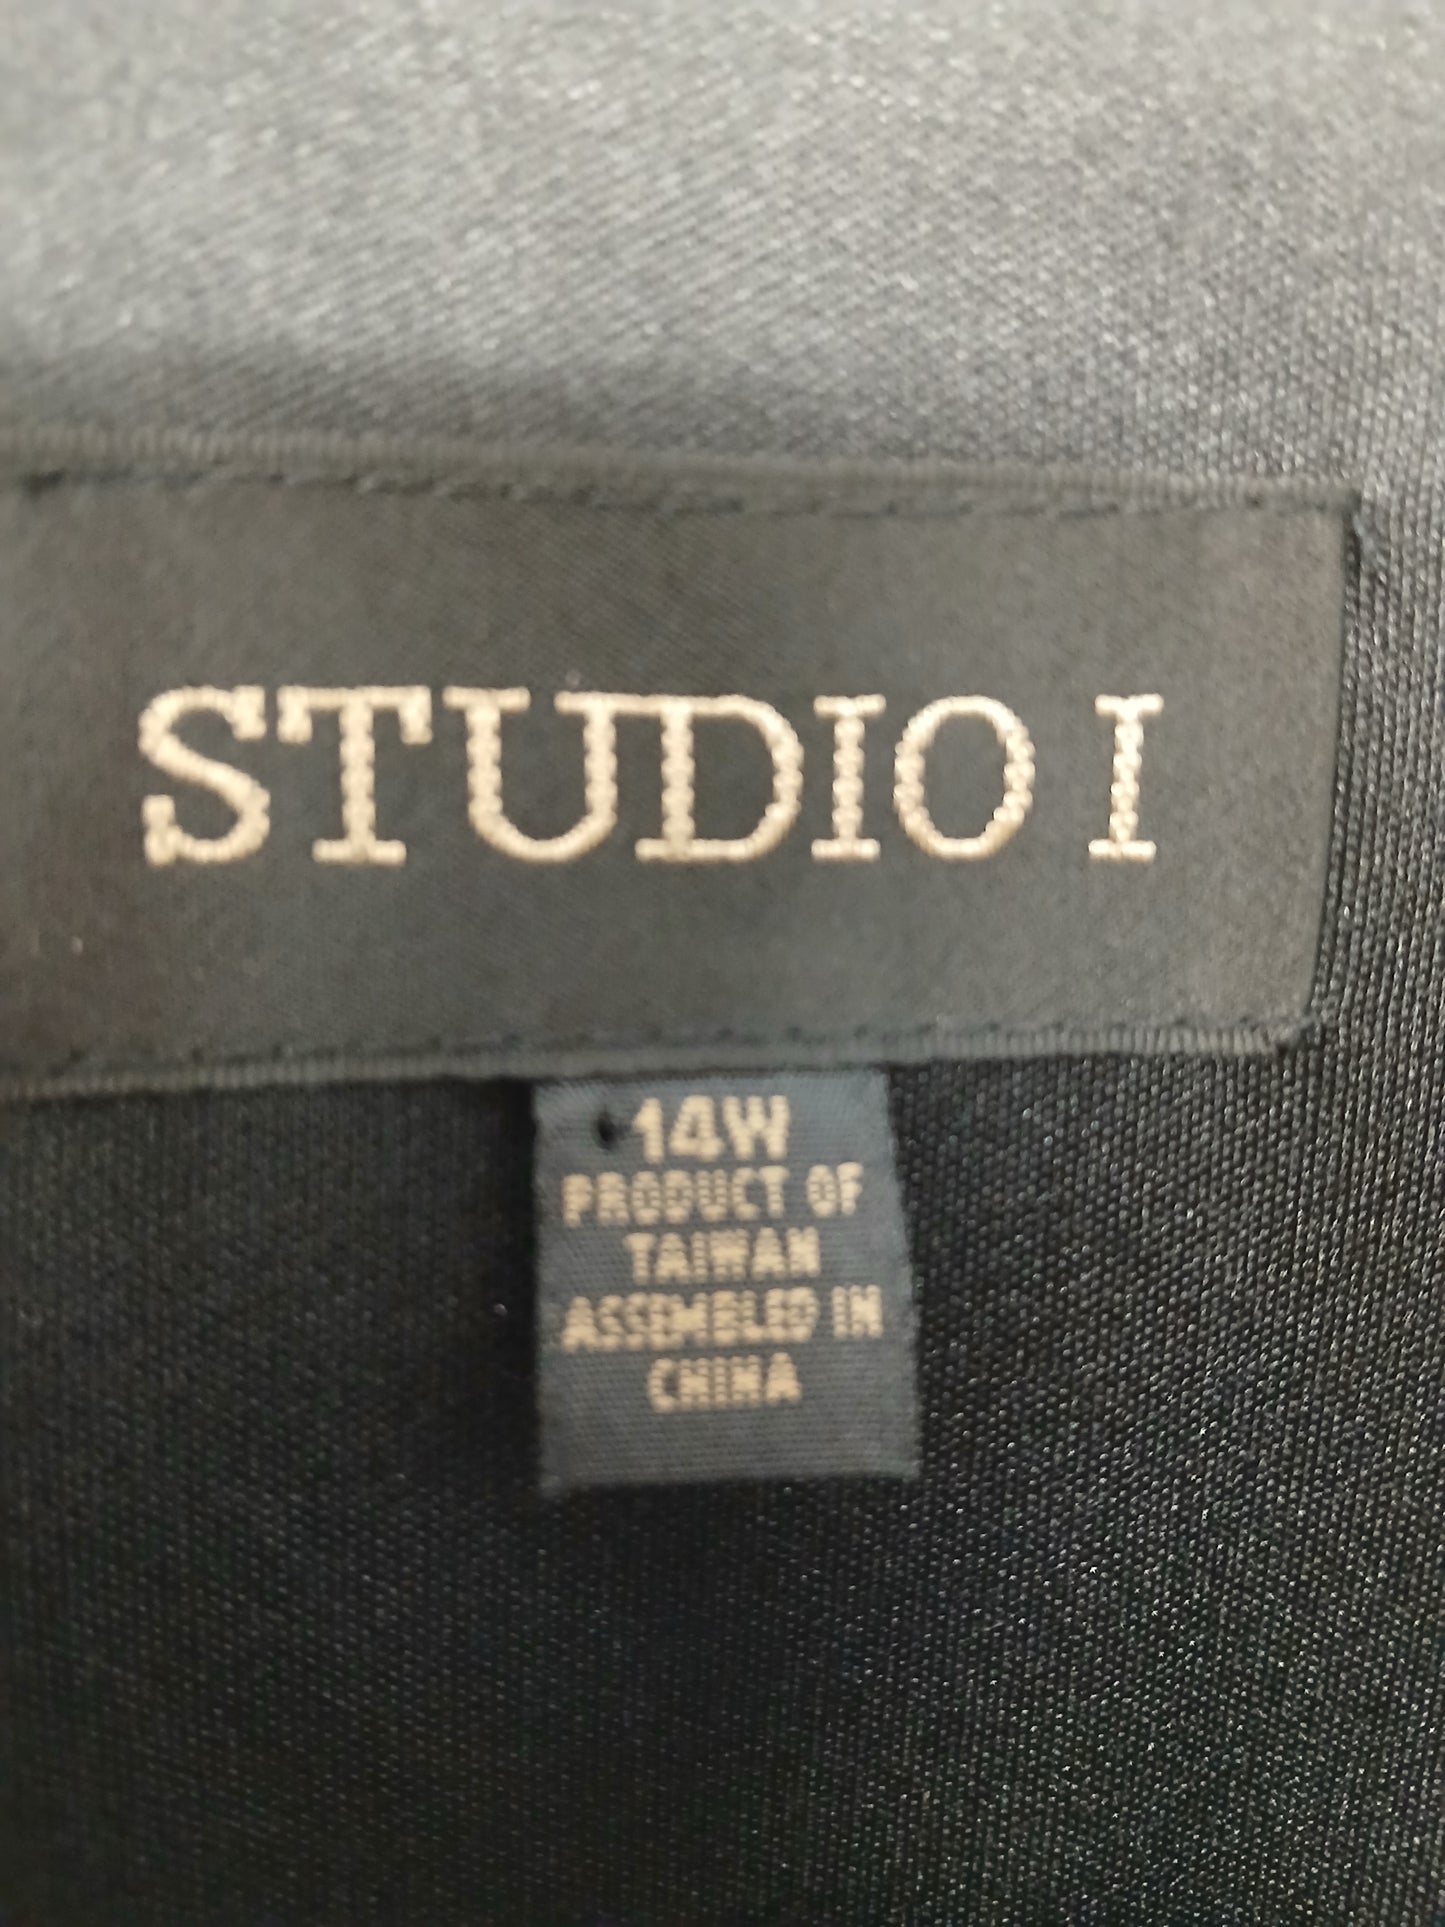 STUDIO I
14W
PRODUCT OF
TAIWAN
ASSEMBLED IN
CHINA